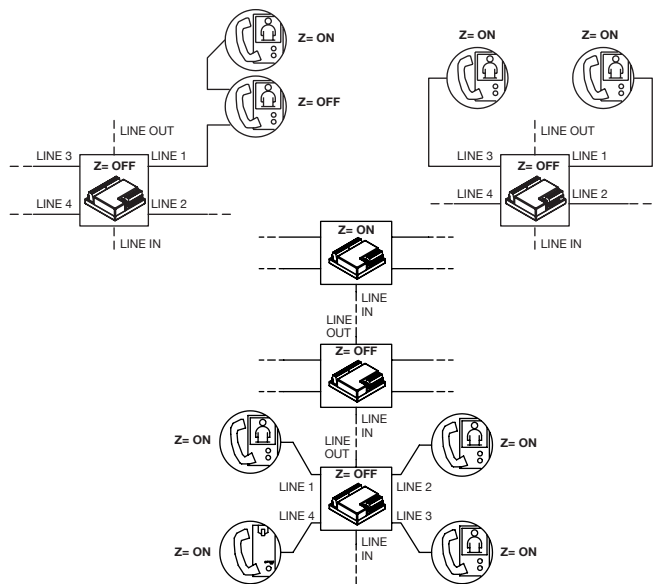 Z= ON
Z= OFF
LINE OUT
LINE 3
LINE 1
Z= OFF
LINE 4
LINE 2
LINE IN
Z= ON
Z= ON
LINE OUT
LINE 3
LINE 1
Z= OFF
LINE 4
LINE 2
LINE IN
Z= ON
LINE
IN
LINE
OUT
Z= OFF
LINE
IN
LINE
OUT
Z= ON
Z= ON
Z= OFF
LINE 1
LINE 2
LINE 4
LINE 3
Z= ON
Z= ON
LINE
IN